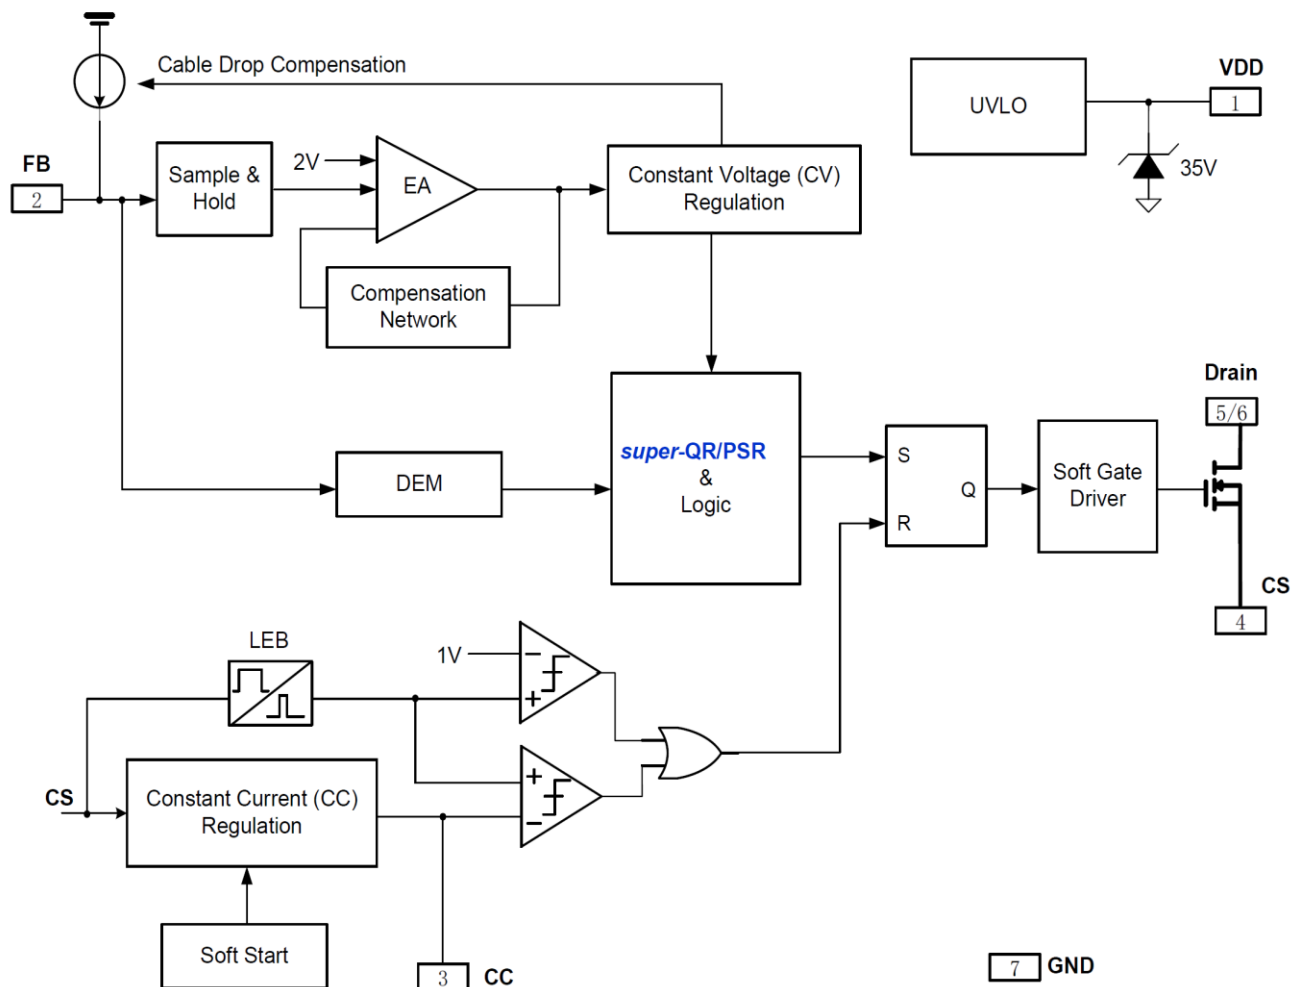 Cable Drop Compensation
VDD
UVLO
1
35V
FB
2
Sample &
Hold
2V
EA
Constant Voltage (CV)
Regulation
Compensation
Network
Drain
5/6
super-QR/PSR
&
Logic
DEM
S
R
Q
Soft Gate
Driver
CS
4
LEB
1V
−
+
+
−
CS
Constant Current (CC)
Regulation
Soft Start
3
CC
7
GND